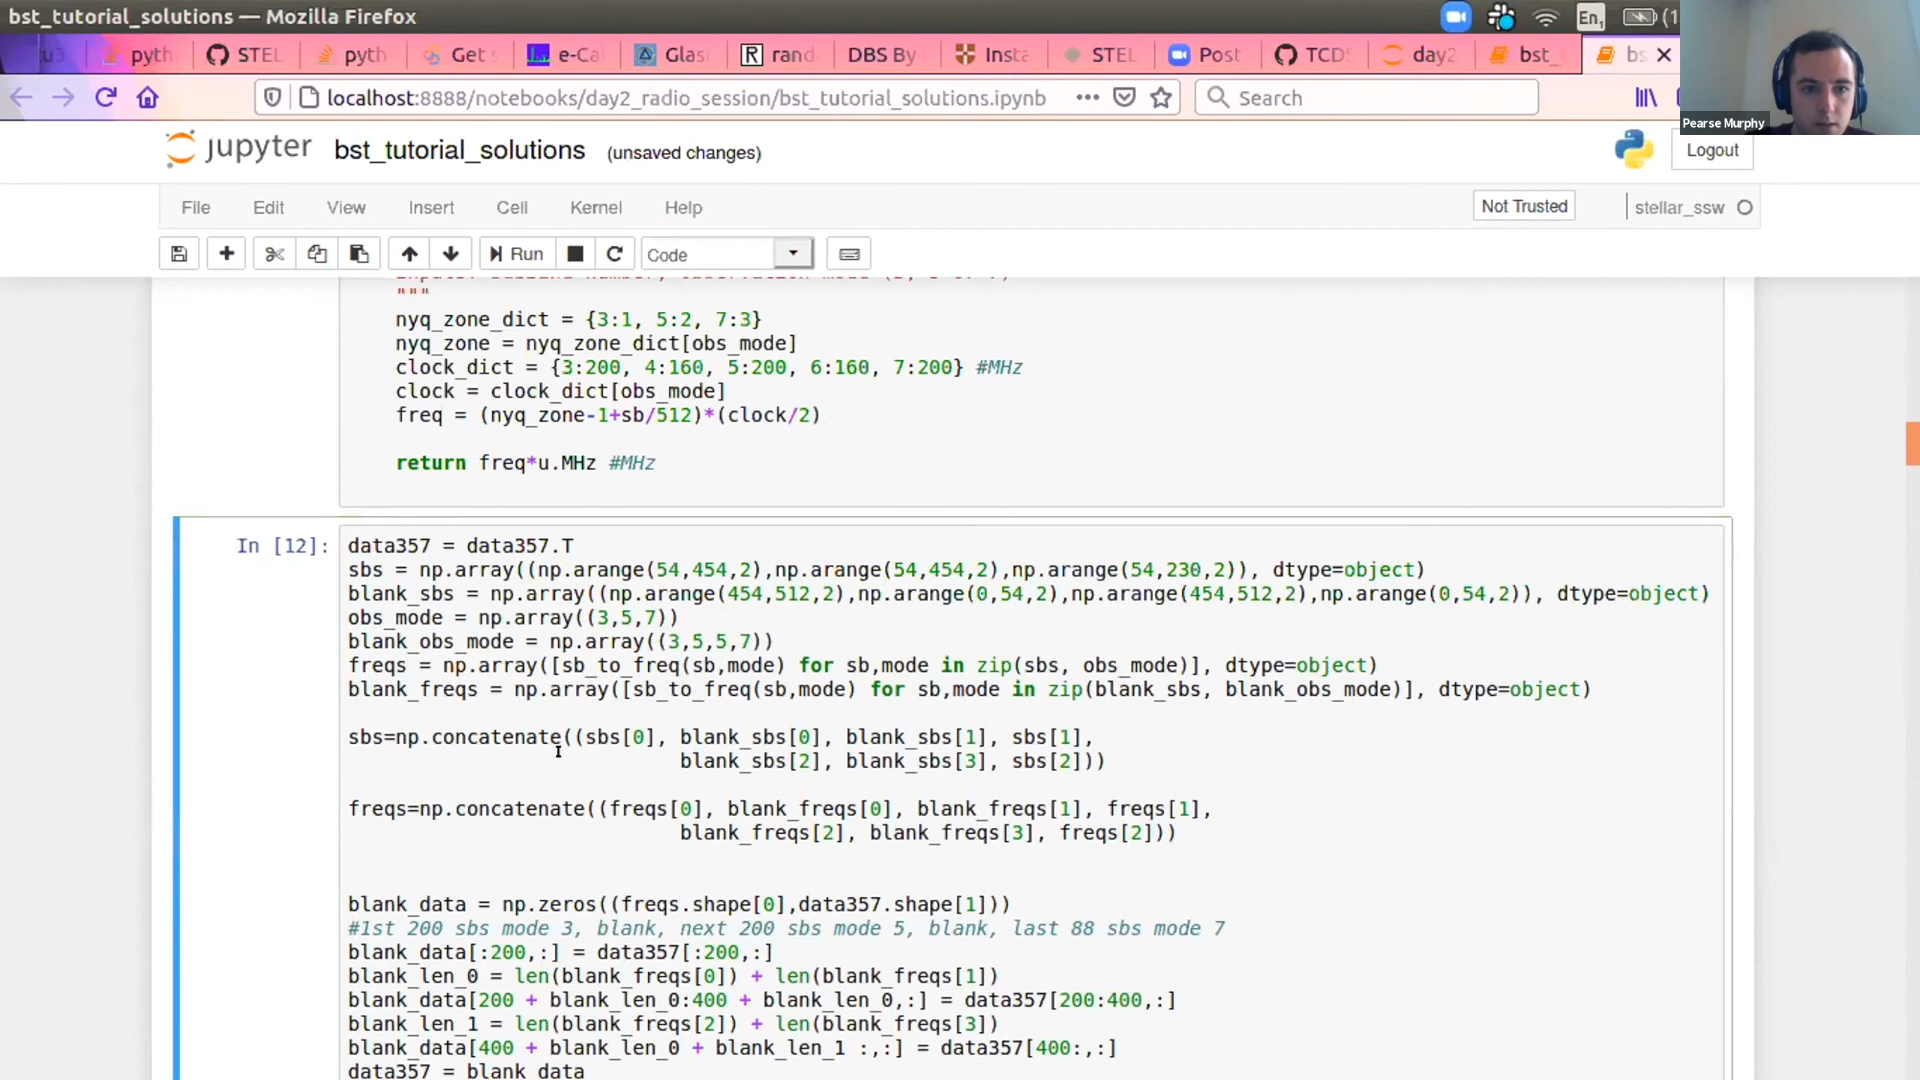 bst_tutorial_solutions — Mozilla Firefox
En1
(1
pyth
STEL
pyth
Get
e-Ca
Glas
R rand
DBS By
Insta
STEL
Post
TCDS
day2
bst_
bs
localhost:8888/notebooks/day2_radio_session/bst_tutorial_solutions.ipynb
Search
Pearse Murphy
jupyter bst_tutorial_solutions (unsaved changes)
Logout
File Edit View Insert Cell Kernel Help
Not Trusted
stellar_ssw
Run
Code
"""
nyq_zone_dict = {3:1, 5:2, 7:3}
nyq_zone = nyq_zone_dict[obs_mode]
clock_dict = {3:200, 4:160, 5:200, 6:160, 7:200} #MHz
clock = clock_dict[obs_mode]
freq = (nyq_zone-1+sb/512)*(clock/2)
return freq*u.MHz #MHz
In [12]:
data357 = data357.T
sbs = np.array((np.arange(54,454,2),np.arange(54,454,2),np.arange(54,230,2)), dtype=object)
blank_sbs = np.array((np.arange(454,512,2),np.arange(0,54,2),np.arange(454,512,2),np.arange(0,54,2)), dtype=object)
obs_mode = np.array((3,5,7))
blank_obs_mode = np.array((3,5,5,7))
freqs = np.array([sb_to_freq(sb,mode) for sb,mode in zip(sbs, obs_mode)], dtype=object)
blank_freqs = np.array([sb_to_freq(sb,mode) for sb,mode in zip(blank_sbs, blank_obs_mode)], dtype=object)
sbs=np.concatenate((sbs[0], blank_sbs[0], blank_sbs[1], sbs[1],
blank_sbs[2], blank_sbs[3], sbs[2]))
freqs=np.concatenate((freqs[0], blank_freqs[0], blank_freqs[1], freqs[1],
blank_freqs[2], blank_freqs[3], freqs[2]))
blank_data = np.zeros((freqs.shape[0],data357.shape[1]))
#1st 200 sbs mode 3, blank, next 200 sbs mode 5, blank, last 88 sbs mode 7
blank_data[:200,:] = data357[:200,:]
blank_len_0 = len(blank_freqs[0]) + len(blank_freqs[1])
blank_data[200 + blank_len_0:400 + blank_len_0,:] = data357[200:400,:]
blank_len_1 = len(blank_freqs[2]) + len(blank_freqs[3])
blank_data[400 + blank_len_0 + blank_len_1 :,:] = data357[400:,:]
data357 = blank_data